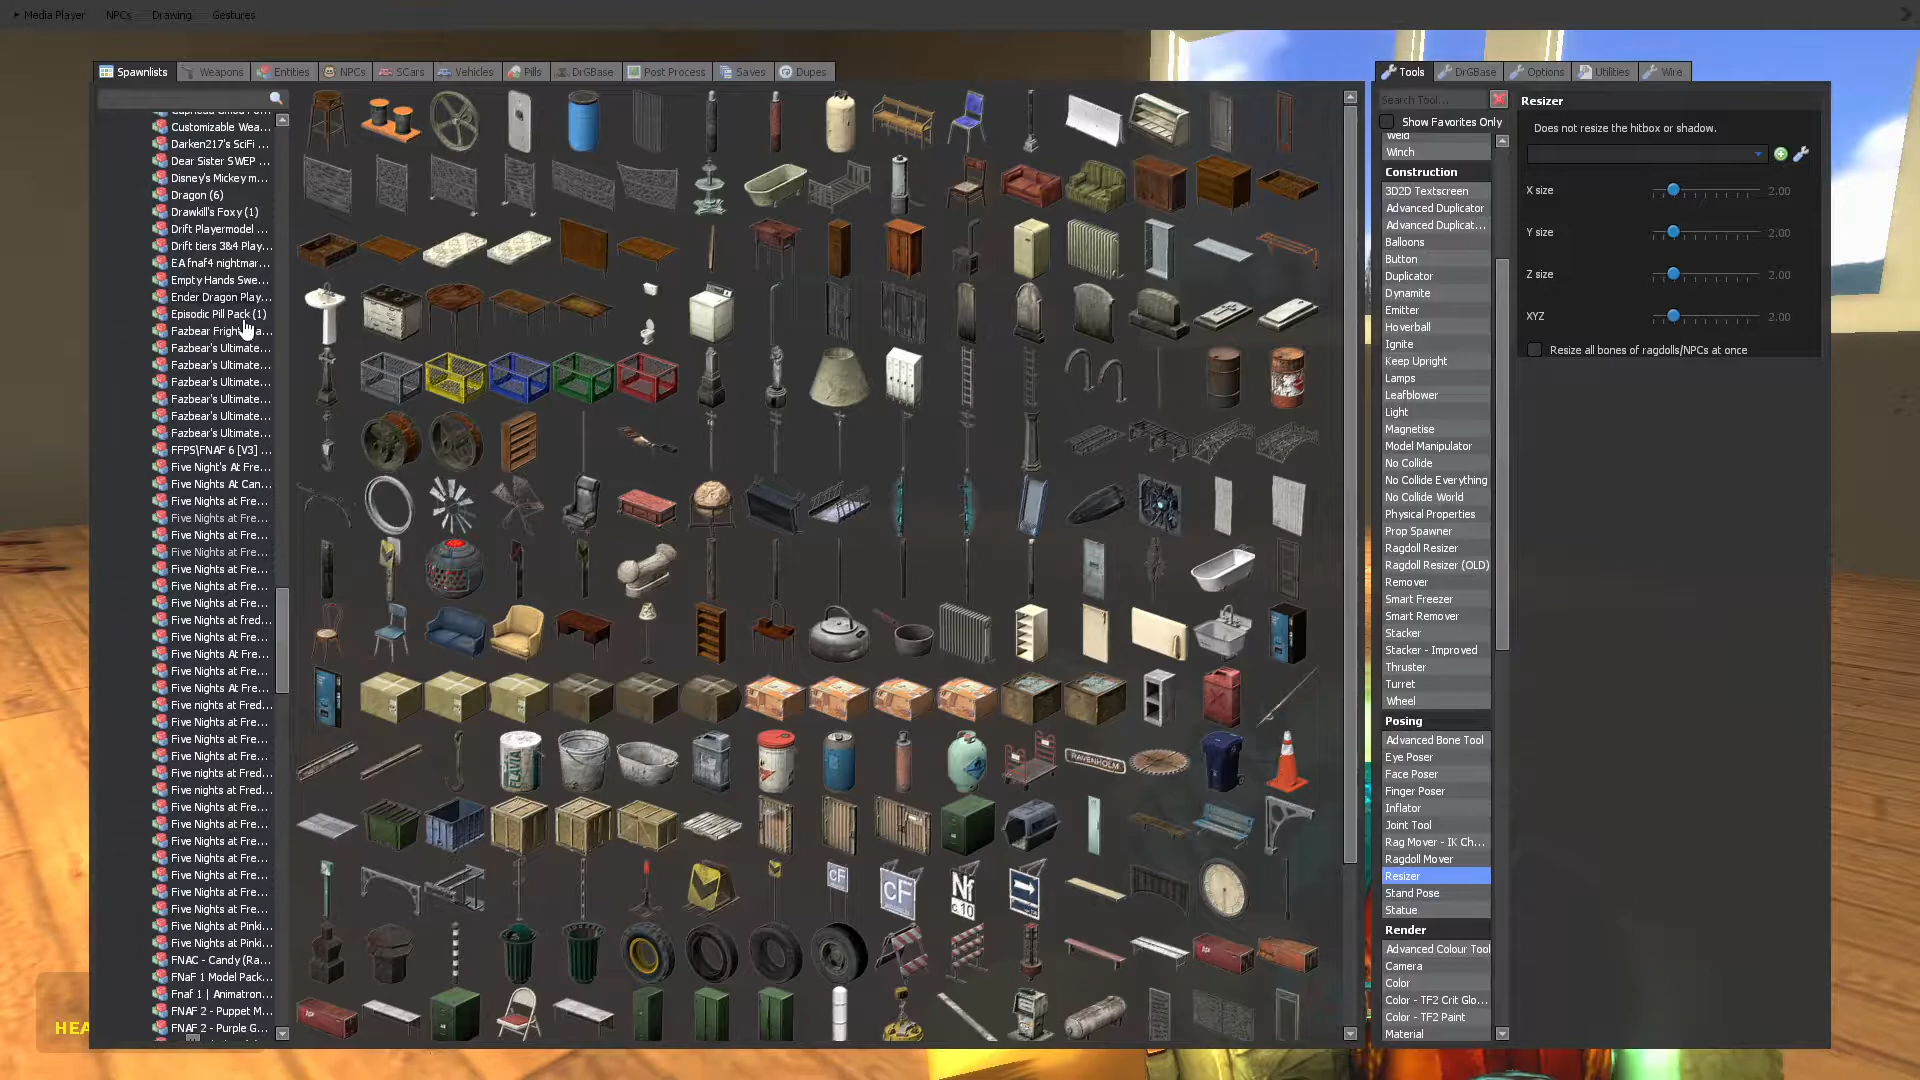 Media Player NPCs Drawing Gestures
Spawnlists Weapons Entities NPCs SCars Vehicles Pills DrGBase Post Process Saves Dupes
Customizable Wea...
Darken217's SciFi ...
Dear Sister SWEP ...
Disney's Mickey m...
Dragon (6)
Drawkill's Foxy (1)
Drift Playermodel ...
Drift tiers 3&4 Play...
EA fnaf4 nightmar...
Empty Hands Swe...
Ender Dragon Play...
Episodic Pill Pack (1)
Fazbear's Ultimate...
Fazbear's Ultimate...
Fazbear's Ultimate...
Fazbear's Ultimate...
Fazbear's Ultimate...
Fazbear's Ultimate...
FFPS\FNAF 6 [V3] ...
Five Night's At Fre...
Five Nights At Can...
Five Nights at Fre...
Five Nights at Fre...
Five Nights at Fre...
Five Nights at Fre...
Five Nights at Fre...
Five Nights at Fre...
Five Nights at Fre...
Five Nights at fred...
Five Nights at Fre...
Five Nights At Fre...
Five Nights at Fre...
Five Nights At Fre...
Five nights at Fred...
Five Nights at Fre...
Five Nights at Fre...
Five Nights at Fre...
Five nights at Fred...
Five nights at Fred...
Five Nights at Fre...
Five Nights at Fre...
Five Nights at Fre...
Five Nights at Fre...
Five Nights at Fre...
Five Nights at Fre...
Five Nights at Fre...
Five Nights at Pinki...
Five Nights at Pinki...
FNAC - Candy (Ra...
FNaF 1 Model Pack...
Fnaf 1 | Animatron...
FNAF 2 - Puppet M...
FNAF 2 - Purple G...
HEA
RAVENHOLM
cF
cF
Nf
c 10
Tools DrGBase Options Utilities Wire
Search Tool...
Show Favorites Only
Weld
Winch
Construction
3D2D Textscreen
Advanced Duplicator
Advanced Duplicat...
Balloons
Button
Duplicator
Dynamite
Emitter
Hoverball
Ignite
Keep Upright
Lamps
Leafblower
Light
Magnetise
Model Manipulator
No Collide
No Collide Everything
No Collide World
Physical Properties
Prop Spawner
Ragdoll Resizer
Ragdoll Resizer (OLD)
Remover
Smart Freezer
Smart Remover
Stacker
Stacker - Improved
Thruster
Turret
Wheel
Posing
Advanced Bone Tool
Eye Poser
Face Poser
Finger Poser
Inflator
Joint Tool
Rag Mover - IK Ch...
Ragdoll Mover
Resizer
Stand Pose
Statue
Render
Advanced Colour Tool
Camera
Color
Color - TF2 Crit Glo...
Color - TF2 Paint
Material
Resizer
Does not resize the hitbox or shadow.
X size 2.00
Y size 2.00
Z size 2.00
XYZ 2.00
Resize all bones of ragdolls/NPCs at once